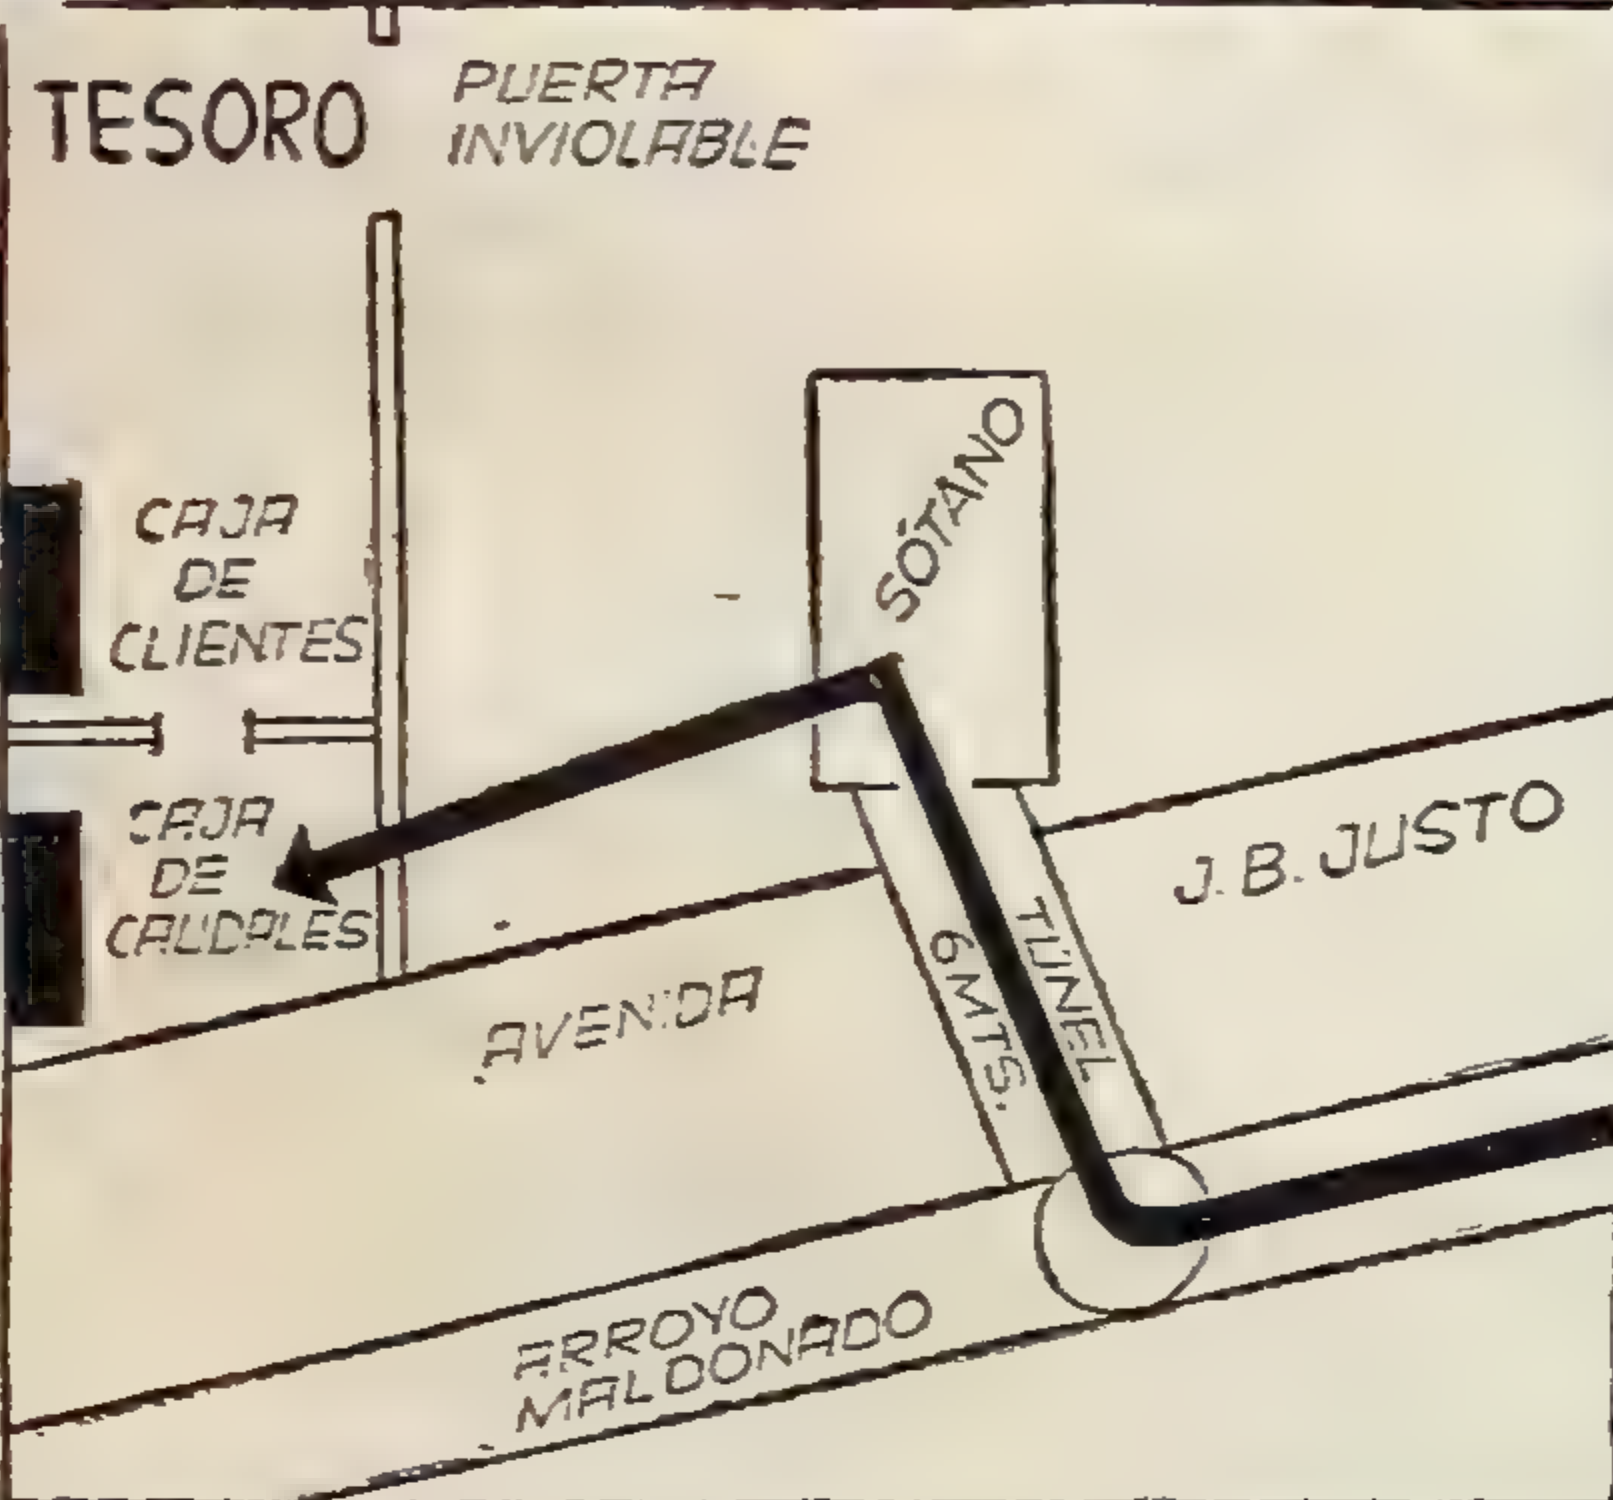 TESORO
PUERTA
INVIOLABLE
SÓTANO
CAJA
DE
CLIENTES
CAJA
DE
CAUDALES
J. B. JUSTO
TÚNEL
6 MTS.
AVENIDA
ARROYO
MALDONADO